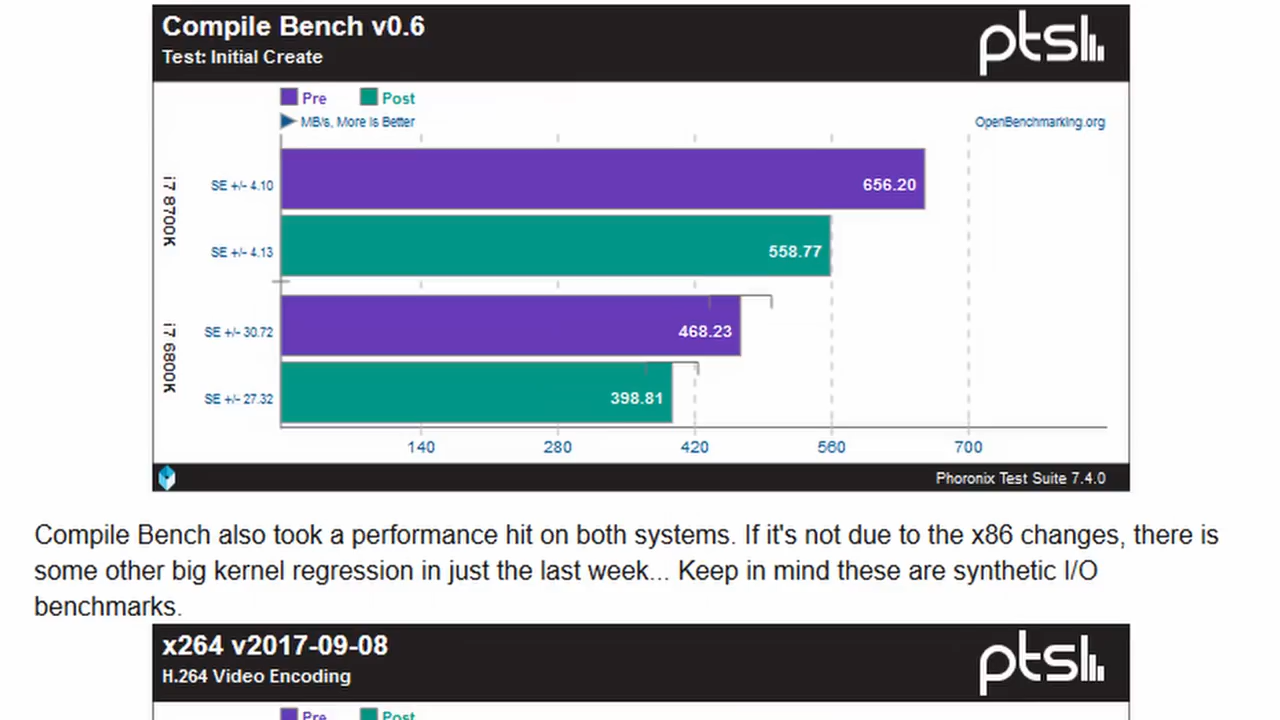 Compile Bench v0.6
Test: Initial Create
ptsl
Pre Post
MB/s, More Is Better
OpenBenchmarking.org
i7 8700K
SE +/- 4.10
656.20
SE +/- 4.13
558.77
i7 6800K
SE +/- 30.72
468.23
SE +/- 27.32
398.81
140 280 420 560 700
Phoronix Test Suite 7.4.0
Compile Bench also took a performance hit on both systems. If it's not due to the x86 changes, there is
some other big kernel regression in just the last week... Keep in mind these are synthetic I/O
benchmarks.
x264 v2017-09-08
H.264 Video Encoding
ptsl
Pre Post